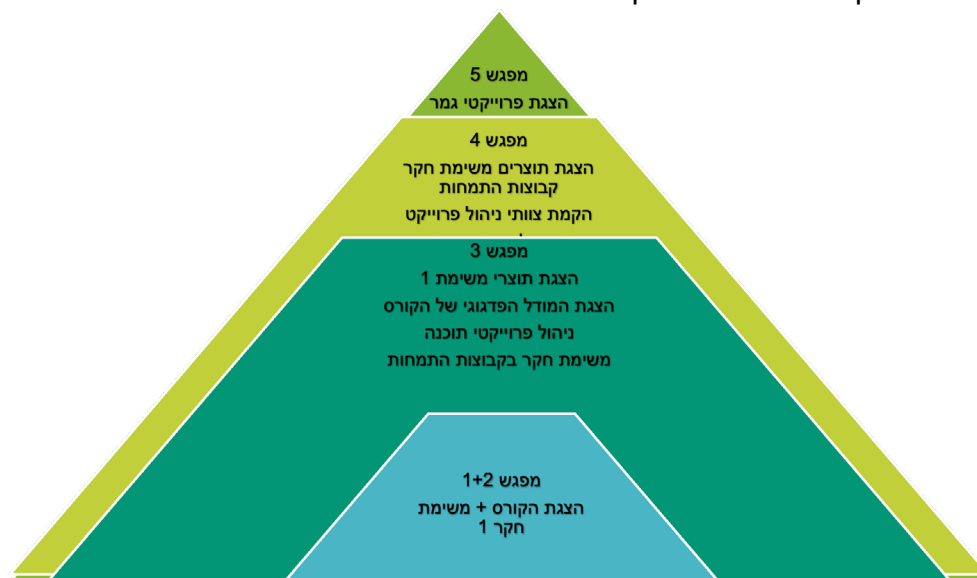 מפגש 5
הצגת פרוייקטי גמר
מפגש 4
הצגת תוצרים משימת חקר
קבוצות התמחות
הקמת צוותי ניהול פרוייקט
מפגש 3
הצגת תוצרי משימת 1
הצגת המודל הפדגוגי של הקורס
ניהול פרוייקטי תוכנה
משימת חקר בקבוצות התמחות
מפגש 1+2
הצגת הקורס + משימת
חקר 1